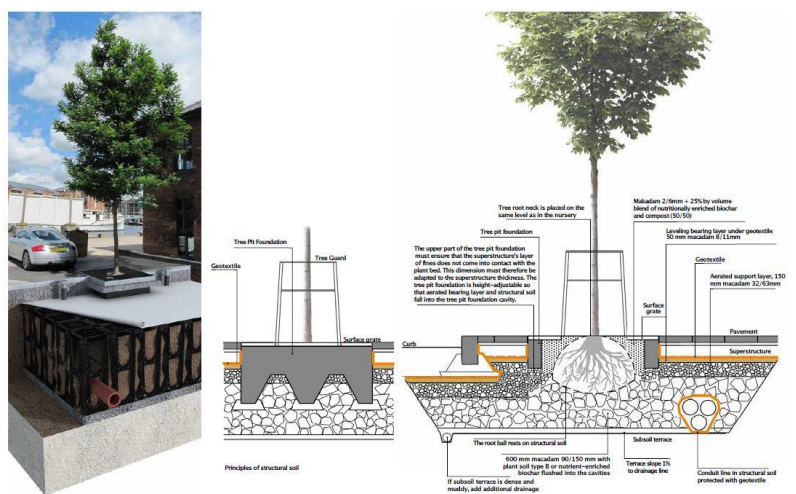 Tree Pit Foundation
Geotextile
Tree Guard
Surface grate
Principles of structural soil
Tree root neck is placed on the
same level as in the nursery
Tree pit foundation
The upper part of the tree pit foundation
must ensure that the superstructure's layer
of fines does not come into contact with the
plant bed. This dimension must therefore be
adapted to the superstructure thickness. The
tree pit foundation is height-adjustable so
that aerated bearing layer and structural soil
fall into the tree pit foundation cavity.
Curb
Makadam 2/6mm + 25% by volume
blend of nutritionally enriched biochar
and compost (50/50)
Leveling bearing layer under geotextile
50 mm macadam 8/11mm
Geotextile
Aerated support layer, 150
mm macadam 32/63mm
Surface
grate
Pavement
Superstructure
The root ball rests on structural soil
Subsoil terrace
600 mm macadam 90/150 mm with
plant soil type B or nutrient-enriched
biochar flushed into the cavities
Terrace slope 1%
to drainage line
Conduit line in structural soil
protected with geotextile
If subsoil terrace is dense and
muddy, add additional drainage